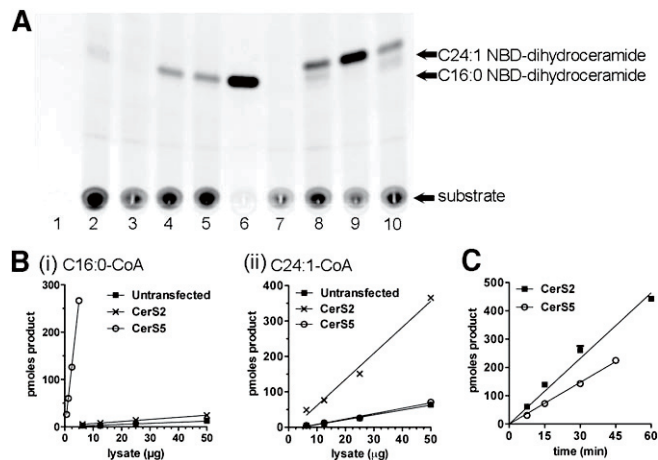 A
C24:1 NBD-dihydroceramide
C16:0 NBD-dihydroceramide
substrate
1 2 3 4 5 6 7 8 9 10
B (i) C16:0-CoA
Untransfected
CerS2
CerS5
pmoles product
300
200
100
0
0 10 20 30 40 50
lysate (μg)
(ii) C24:1-CoA
Untransfected
CerS2
CerS5
pmoles product
400
300
200
100
0
0 10 20 30 40 50
lysate (μg)
C
CerS2
CerS5
pmoles product
500
400
300
200
100
0
0 15 30 45 60
time (min)